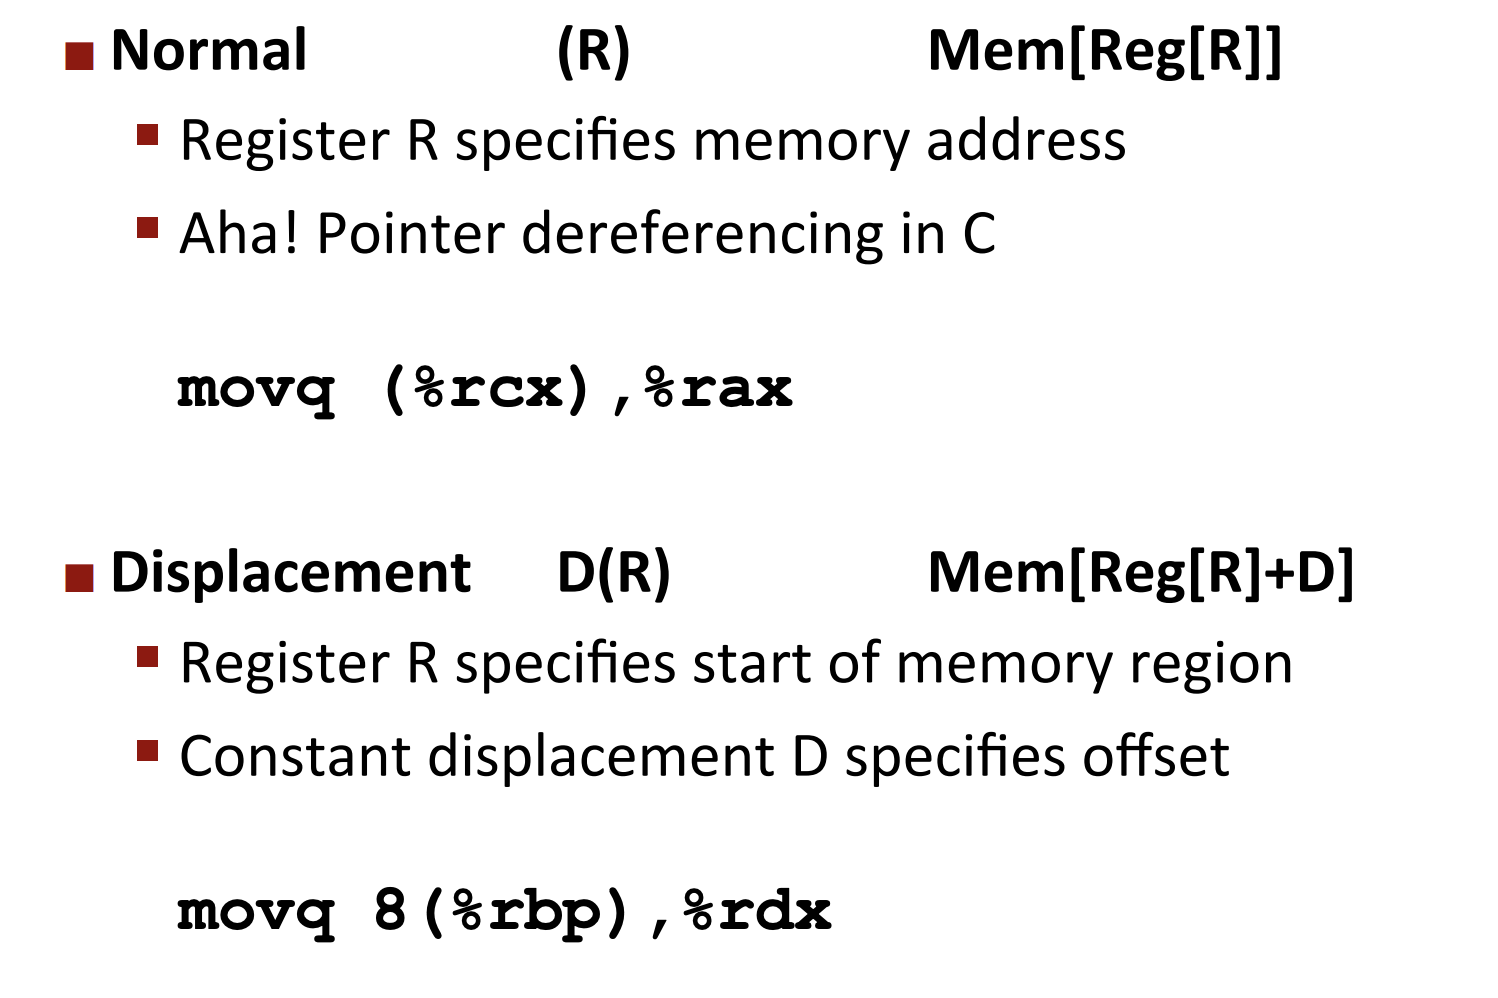 Normal (R) Mem[Reg[R]]
Register R specifies memory address
Aha! Pointer dereferencing in C
movq (%rcx),%rax
Displacement D(R) Mem[Reg[R]+D]
Register R specifies start of memory region
Constant displacement D specifies offset
movq 8(%rbp),%rdx